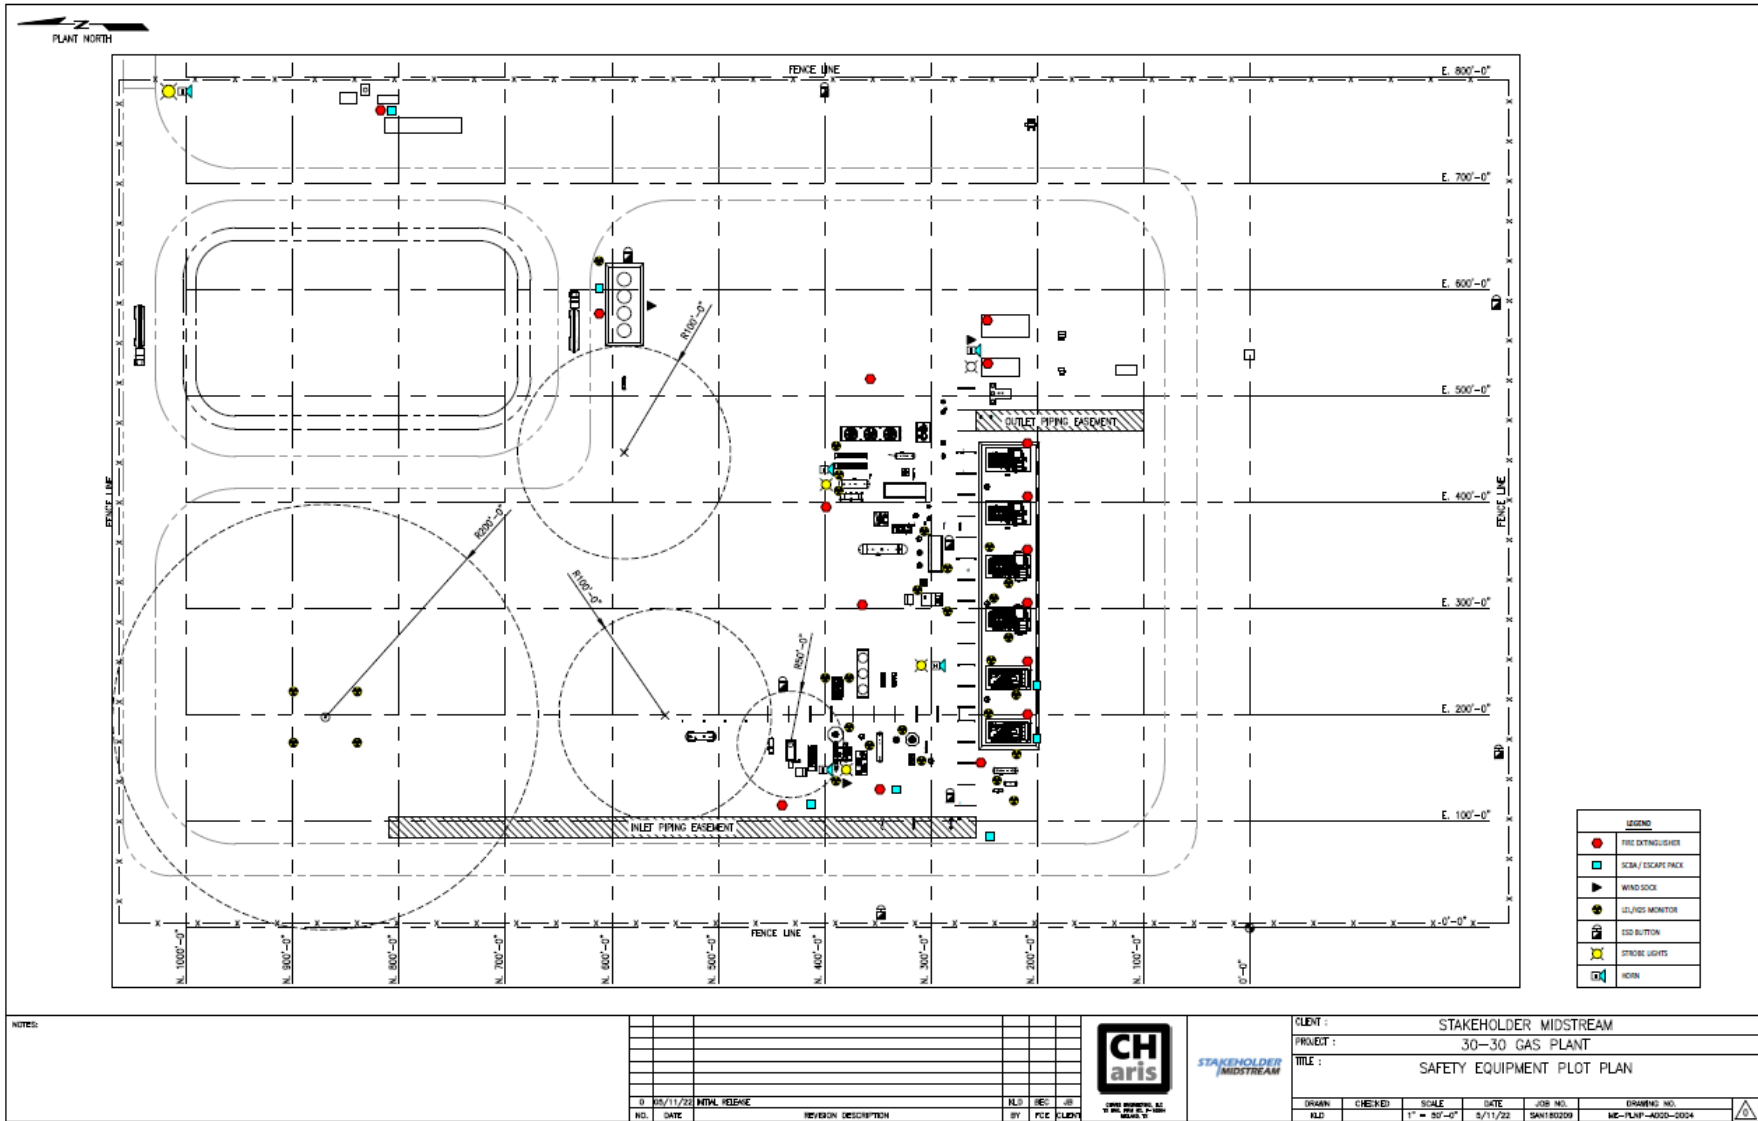 Z
PLANT NORTH
FENCE LINE
E. 800'-0"
E. 700'-0"
E. 600'-0"
R100'-0"
E. 500'-0"
OUTLET PIPING EASEMENT
FENCE LINE
FENCE LINE
E. 400'-0"
R200'-0"
R100'-0"
E. 300'-0"
R50'-0"
E. 200'-0"
E. 100'-0"
INLET PIPING EASEMENT
0'-0"
FENCE LINE
N. 1000'-0"
N. 900'-0"
N. 800'-0"
N. 700'-0"
N. 600'-0"
N. 500'-0"
N. 400'-0"
N. 300'-0"
N. 200'-0"
N. 100'-0"
0'-0"
LEGEND
FIRE EXTINGUISHER
SCBA / ESCAPE PACK
WIND SOCK
LEL/H2S MONITOR
ESD BUTTON
STROBE LIGHTS
HORN
NOTES:
0 05/11/22 INITIAL RELEASE KLD BEC JB
NO. DATE REVISION DESCRIPTION BY PCE CLIENT
CH
aris
STAKEHOLDER
MIDSTREAM
CLIENT : STAKEHOLDER MIDSTREAM
PROJECT : 30-30 GAS PLANT
TITLE : SAFETY EQUIPMENT PLOT PLAN
DRAWN CHECKED SCALE DATE JOB NO. DRAWING NO.
KLD 1" = 50'-0" 5/11/22 SAN180209 ME-PLNP-A000-0004 0